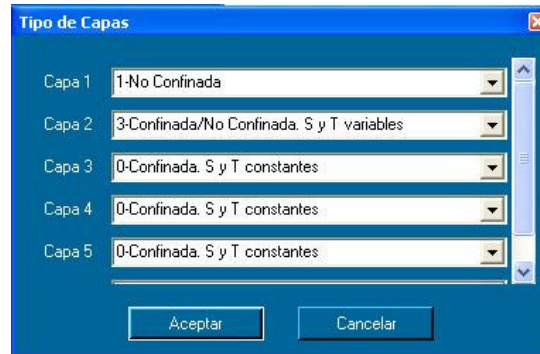 Tipo de Capas
Capa 1 1-No Confinada
Capa 2 3-Confinada/No Confinada. S y T variables
Capa 3 0-Confinada. S y T constantes
Capa 4 0-Confinada. S y T constantes
Capa 5 0-Confinada. S y T constantes
Aceptar Cancelar